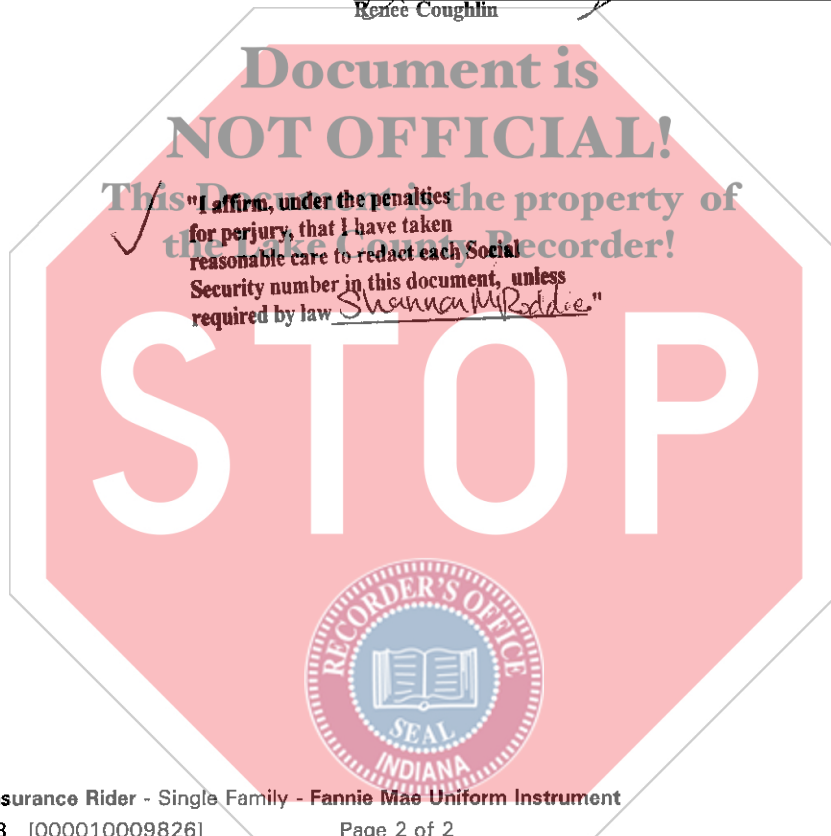 Renee Coughlin
Document is
NOT OFFICIAL!
This Document is the property of
the Lake County Recorder!
"I affirm, under the penalties
for perjury, that I have taken
reasonable care to redact each Social
Security number in this document, unless
required by law Shannan McRoddie"
STOP
RECORDER'S OFFICE
SEAL
INDIANA
surance Rider - Single Family - Fannie Mae Uniform Instrument
[000010009826] Page 2 of 2